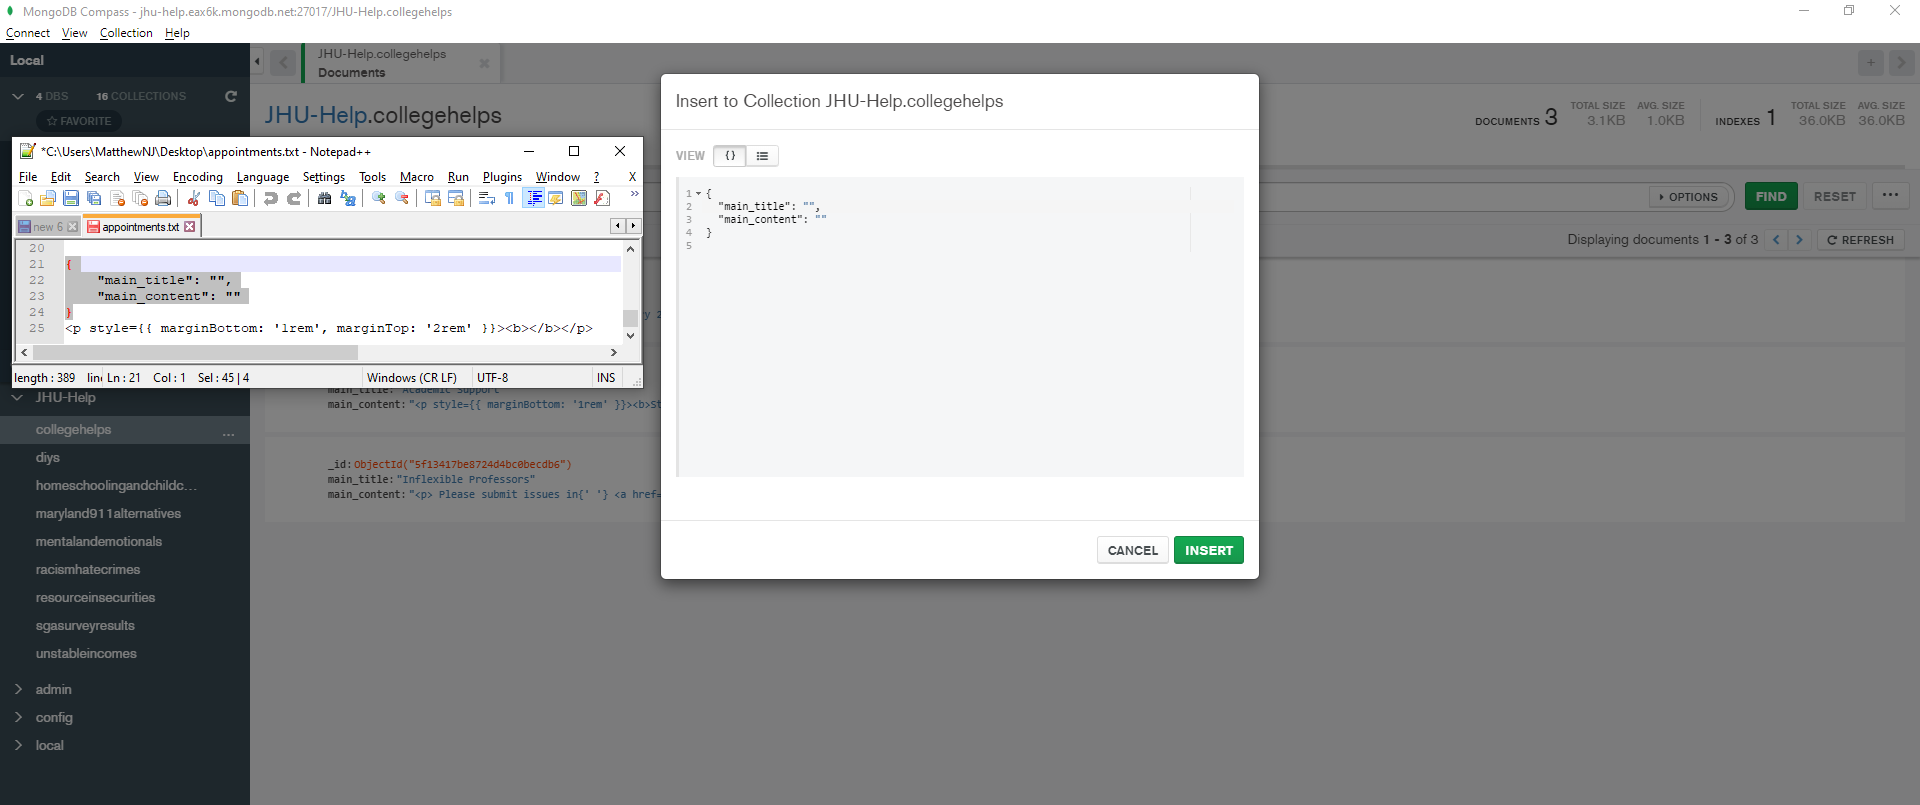 MongoDB Compass - jhu-help.eax6k.mongodb.net:27017/JHU-Help.collegehelps
Connect View Collection Help
Local
4 DBS 16 COLLECTIONS
FAVORITE
JHU-Help.collegehelps
Documents
JHU-Help.collegehelps
DOCUMENTS 3 TOTAL SIZE 3.1KB AVG. SIZE 1.0KB INDEXES 1 TOTAL SIZE 36.0KB AVG. SIZE 36.0KB
OPTIONS FIND RESET ...
Displaying documents 1 - 3 of 3 REFRESH
*C:\Users\MatthewNJ\Desktop\appointments.txt - Notepad++
File Edit Search View Encoding Language Settings Tools Macro Run Plugins Window ? X
new 6 appointments.txt
20
21 {
22 "main_title": "",
23 "main_content": ""
24 }
25 <p style={{ marginBottom: '1rem', marginTop: '2rem' }}><b></b></p>
length : 389 Ln : 21 Col : 1 Sel : 45 | 4 Windows (CR LF) UTF-8 INS
JHU-Help
collegehelps ...
diys
homeschoolingandchildc...
maryland911alternatives
mentalandemotionals
racismhatecrimes
resourceinsecurities
sgasurveyresults
unstableincomes
admin
config
local
main_title: "Academic Support"
main_content: "<p style={{ marginBottom: '1rem' }}><b>St
_id: ObjectId("5f13417be8724d4bc0becdb6")
main_title: "Inflexible Professors"
main_content: "<p> Please submit issues in{' '} <a href=
Insert to Collection JHU-Help.collegehelps
VIEW {}
1 {
2 "main_title": "",
3 "main_content": ""
4 }
5
CANCEL INSERT